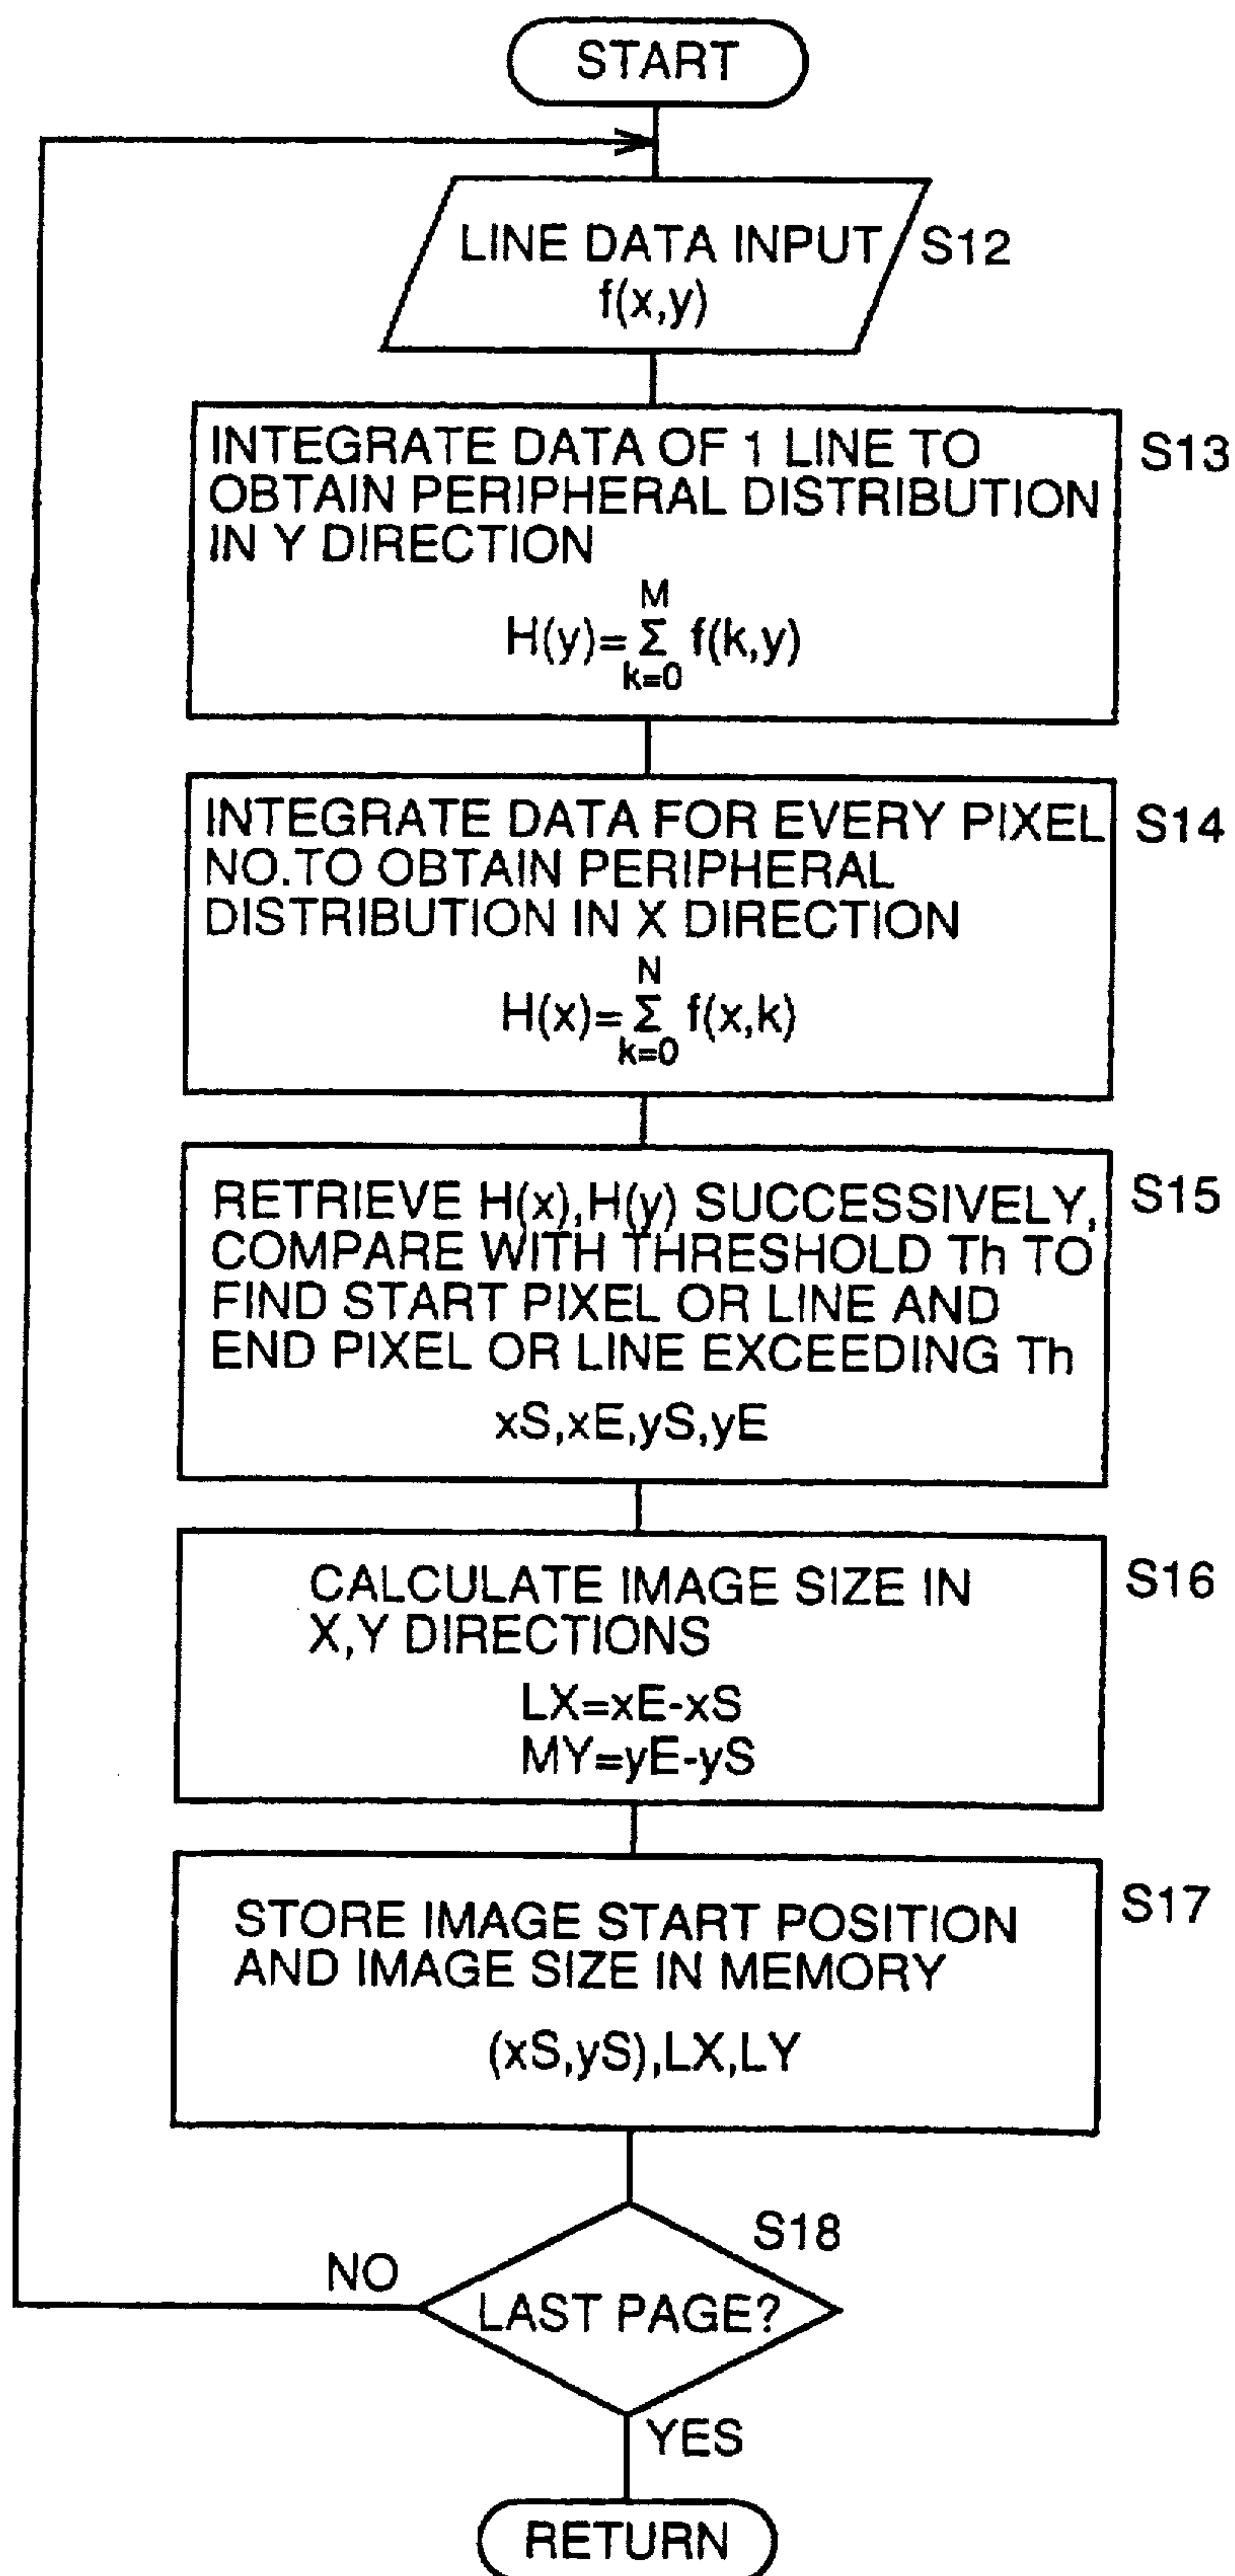 START
LINE DATA INPUT
f(x,y)
S12
INTEGRATE DATA OF 1 LINE TO
OBTAIN PERIPHERAL DISTRIBUTION
IN Y DIRECTION
M
H(y)=Σ f(k,y)
k=0
S13
INTEGRATE DATA FOR EVERY PIXEL
NO.TO OBTAIN PERIPHERAL
DISTRIBUTION IN X DIRECTION
N
H(x)=Σ f(x,k)
k=0
S14
RETRIEVE H(x),H(y) SUCCESSIVELY,
COMPARE WITH THRESHOLD Th TO
FIND START PIXEL OR LINE AND
END PIXEL OR LINE EXCEEDING Th
xS,xE,yS,yE
S15
CALCULATE IMAGE SIZE IN
X,Y DIRECTIONS
LX=xE-xS
MY=yE-yS
S16
STORE IMAGE START POSITION
AND IMAGE SIZE IN MEMORY
(xS,yS),LX,LY
S17
S18
LAST PAGE?
NO
YES
RETURN